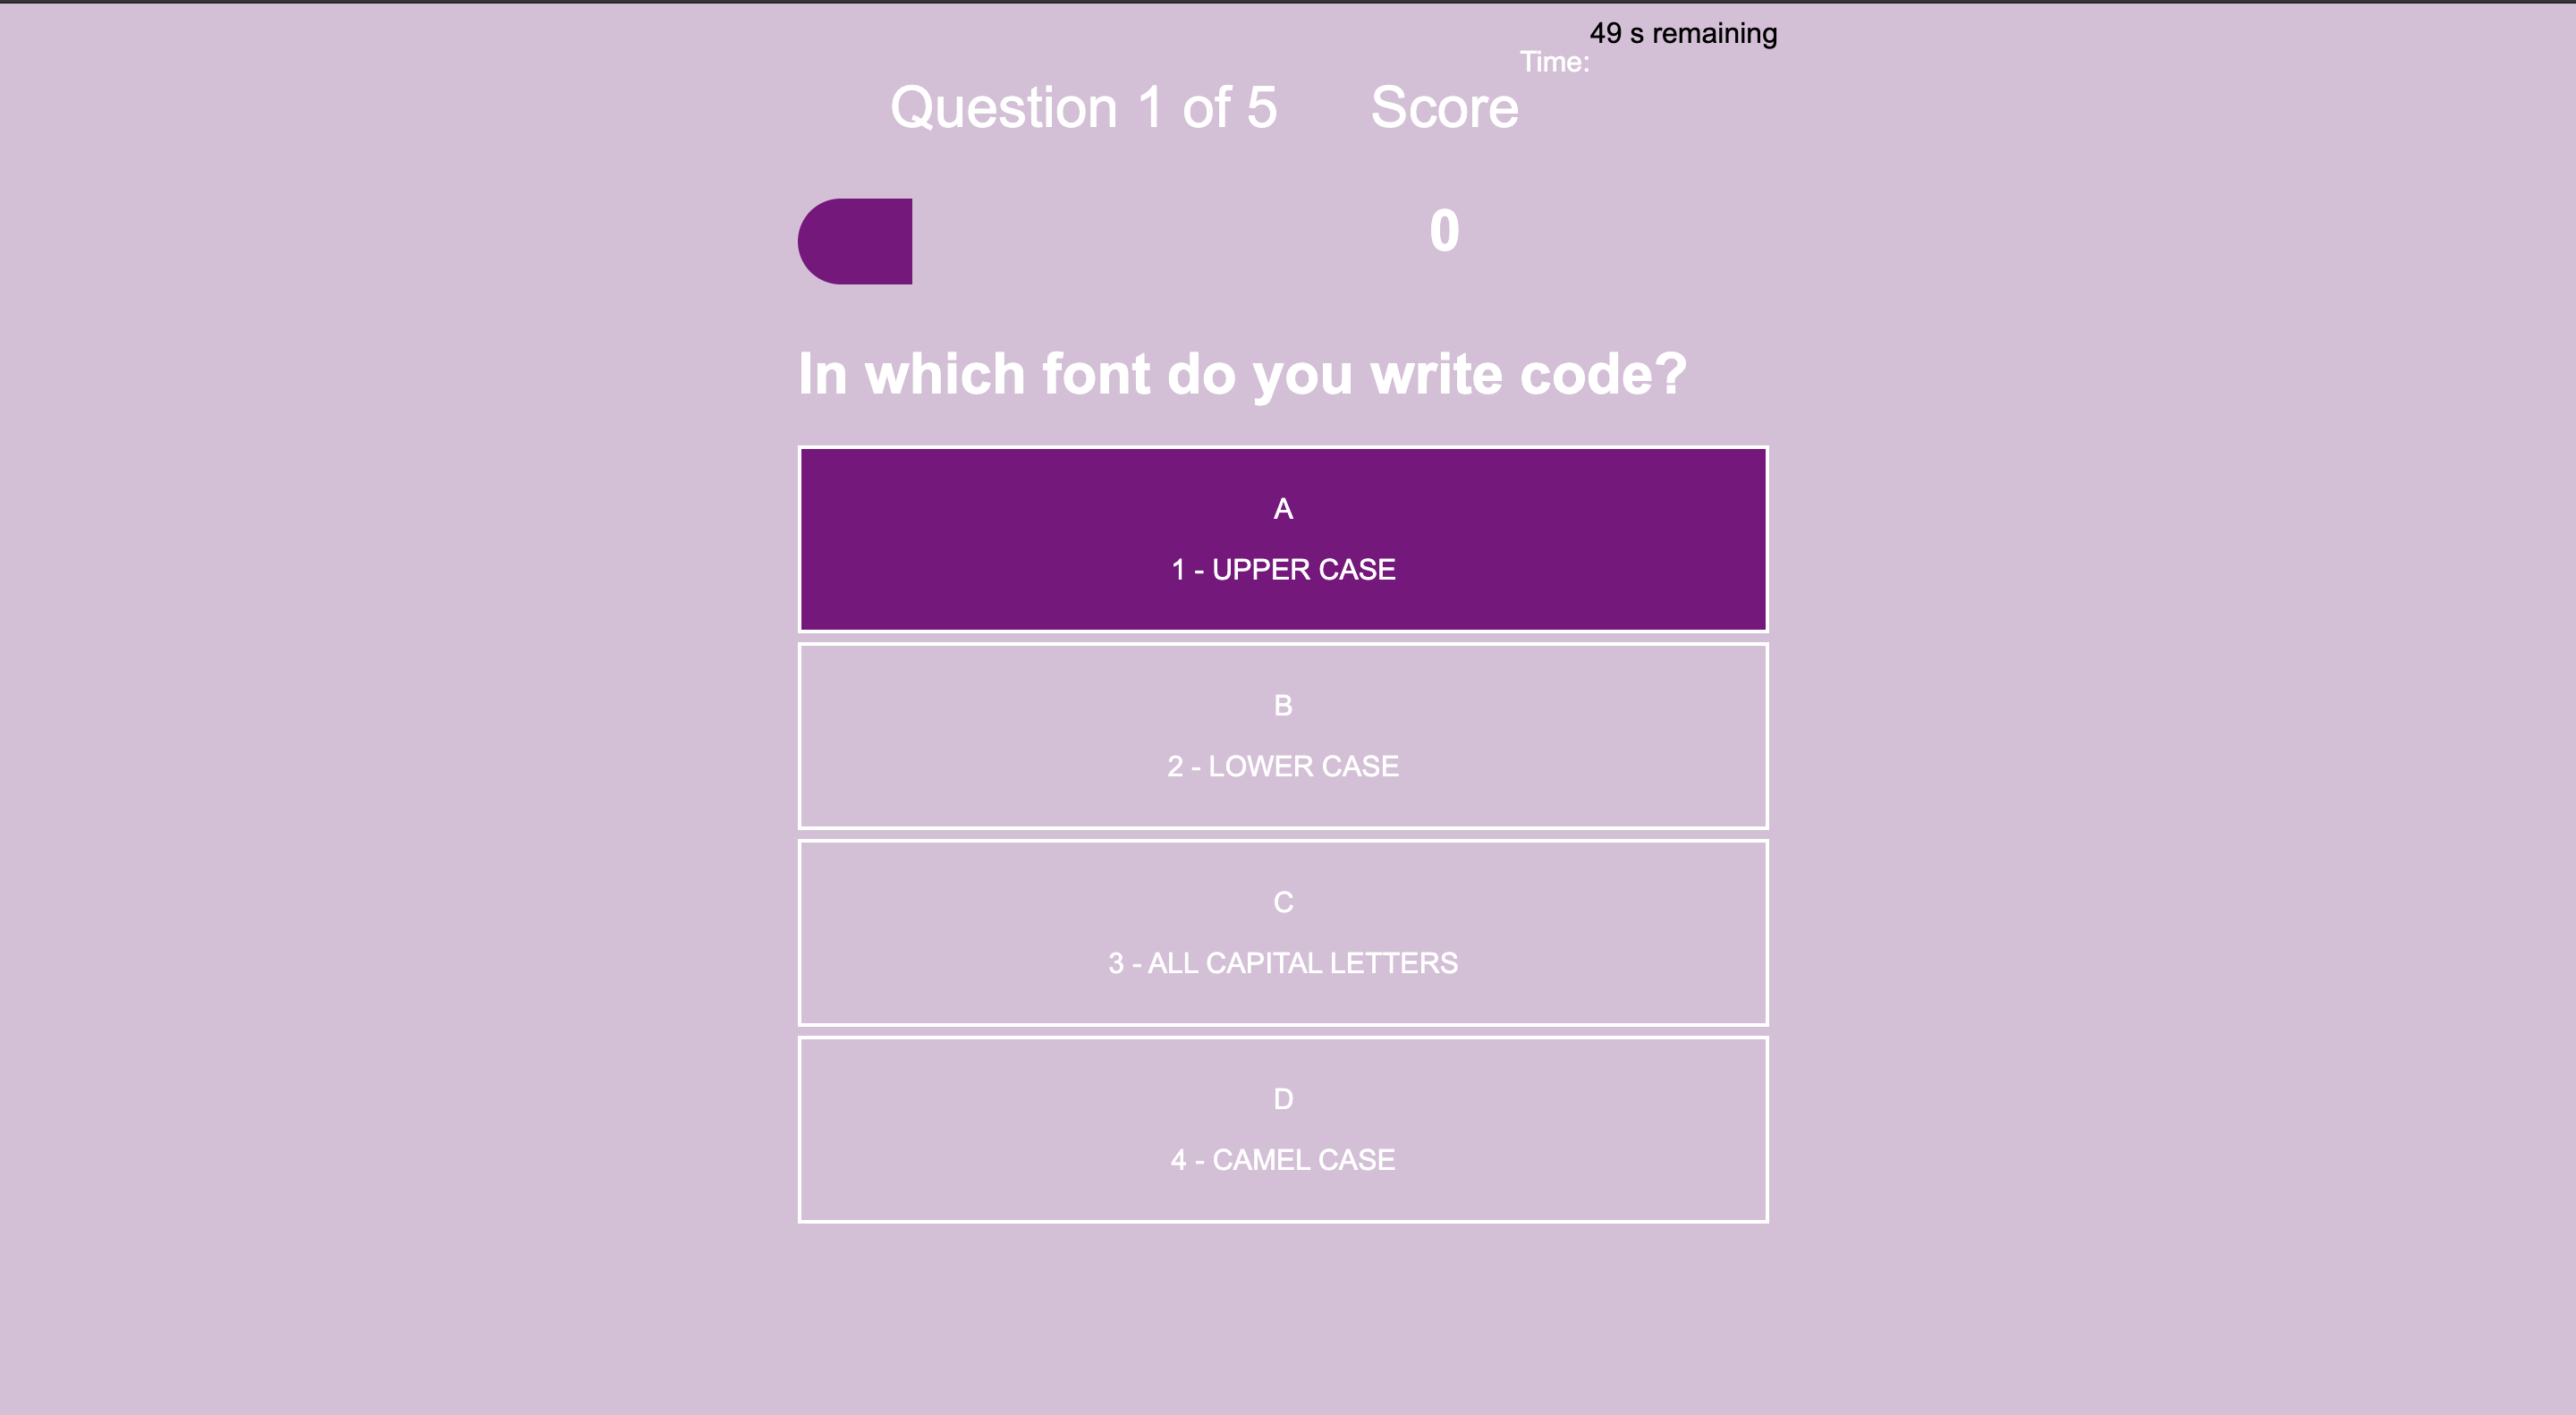 49 s remaining
Time:
Question 1 of 5 Score
0
In which font do you write code?
A
1 - UPPER CASE
B
2 - LOWER CASE
C
3 - ALL CAPITAL LETTERS
D
4 - CAMEL CASE